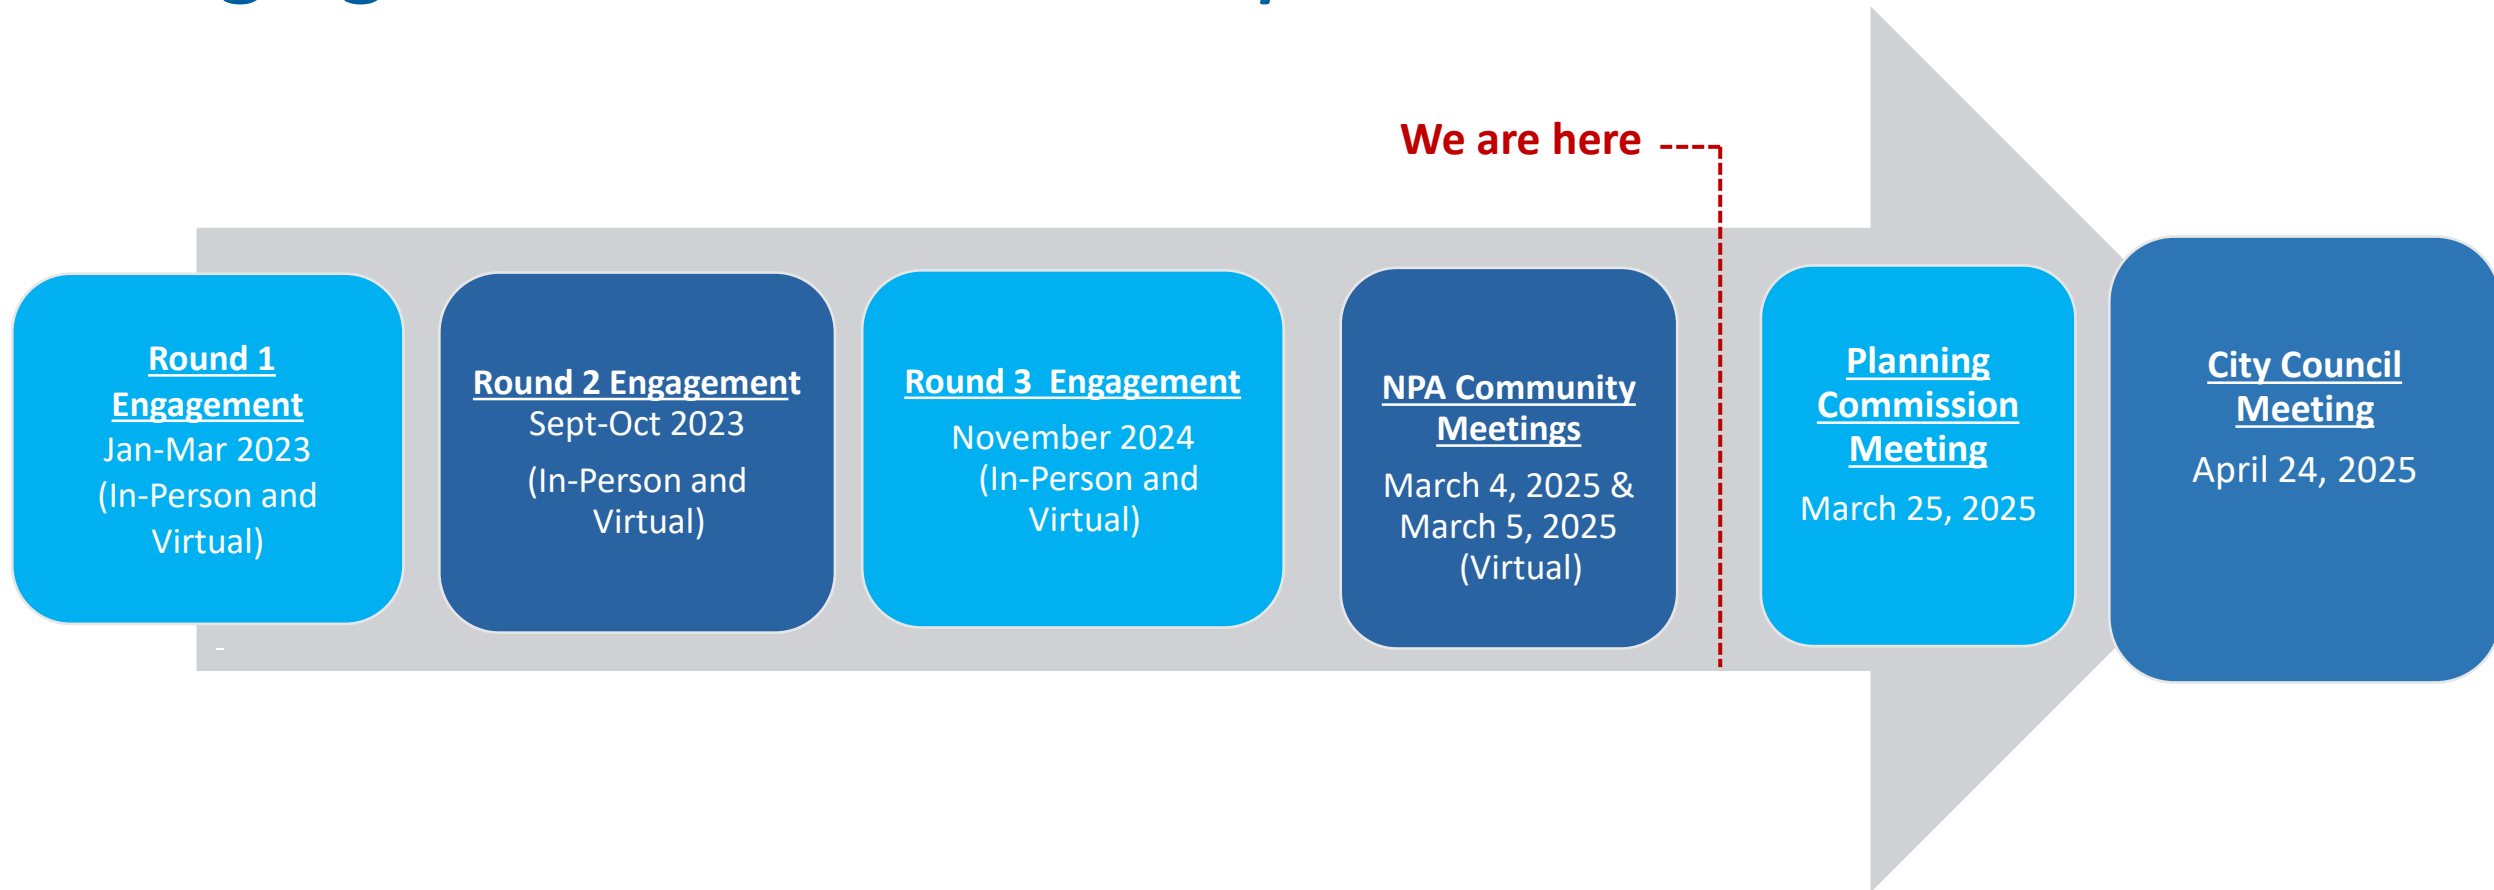 We are here
Round 1
Engagement
Jan-Mar 2023
(In-Person and
Virtual)
Round 2 Engagement
Sept-Oct 2023
(In-Person and
Virtual)
Round 3  Engagement
November 2024
(In-Person and
Virtual)
NPA Community
Meetings
March 4, 2025 &
March 5, 2025
(Virtual)
Planning
Commission
Meeting
March 25, 2025
City Council
Meeting
April 24, 2025
-